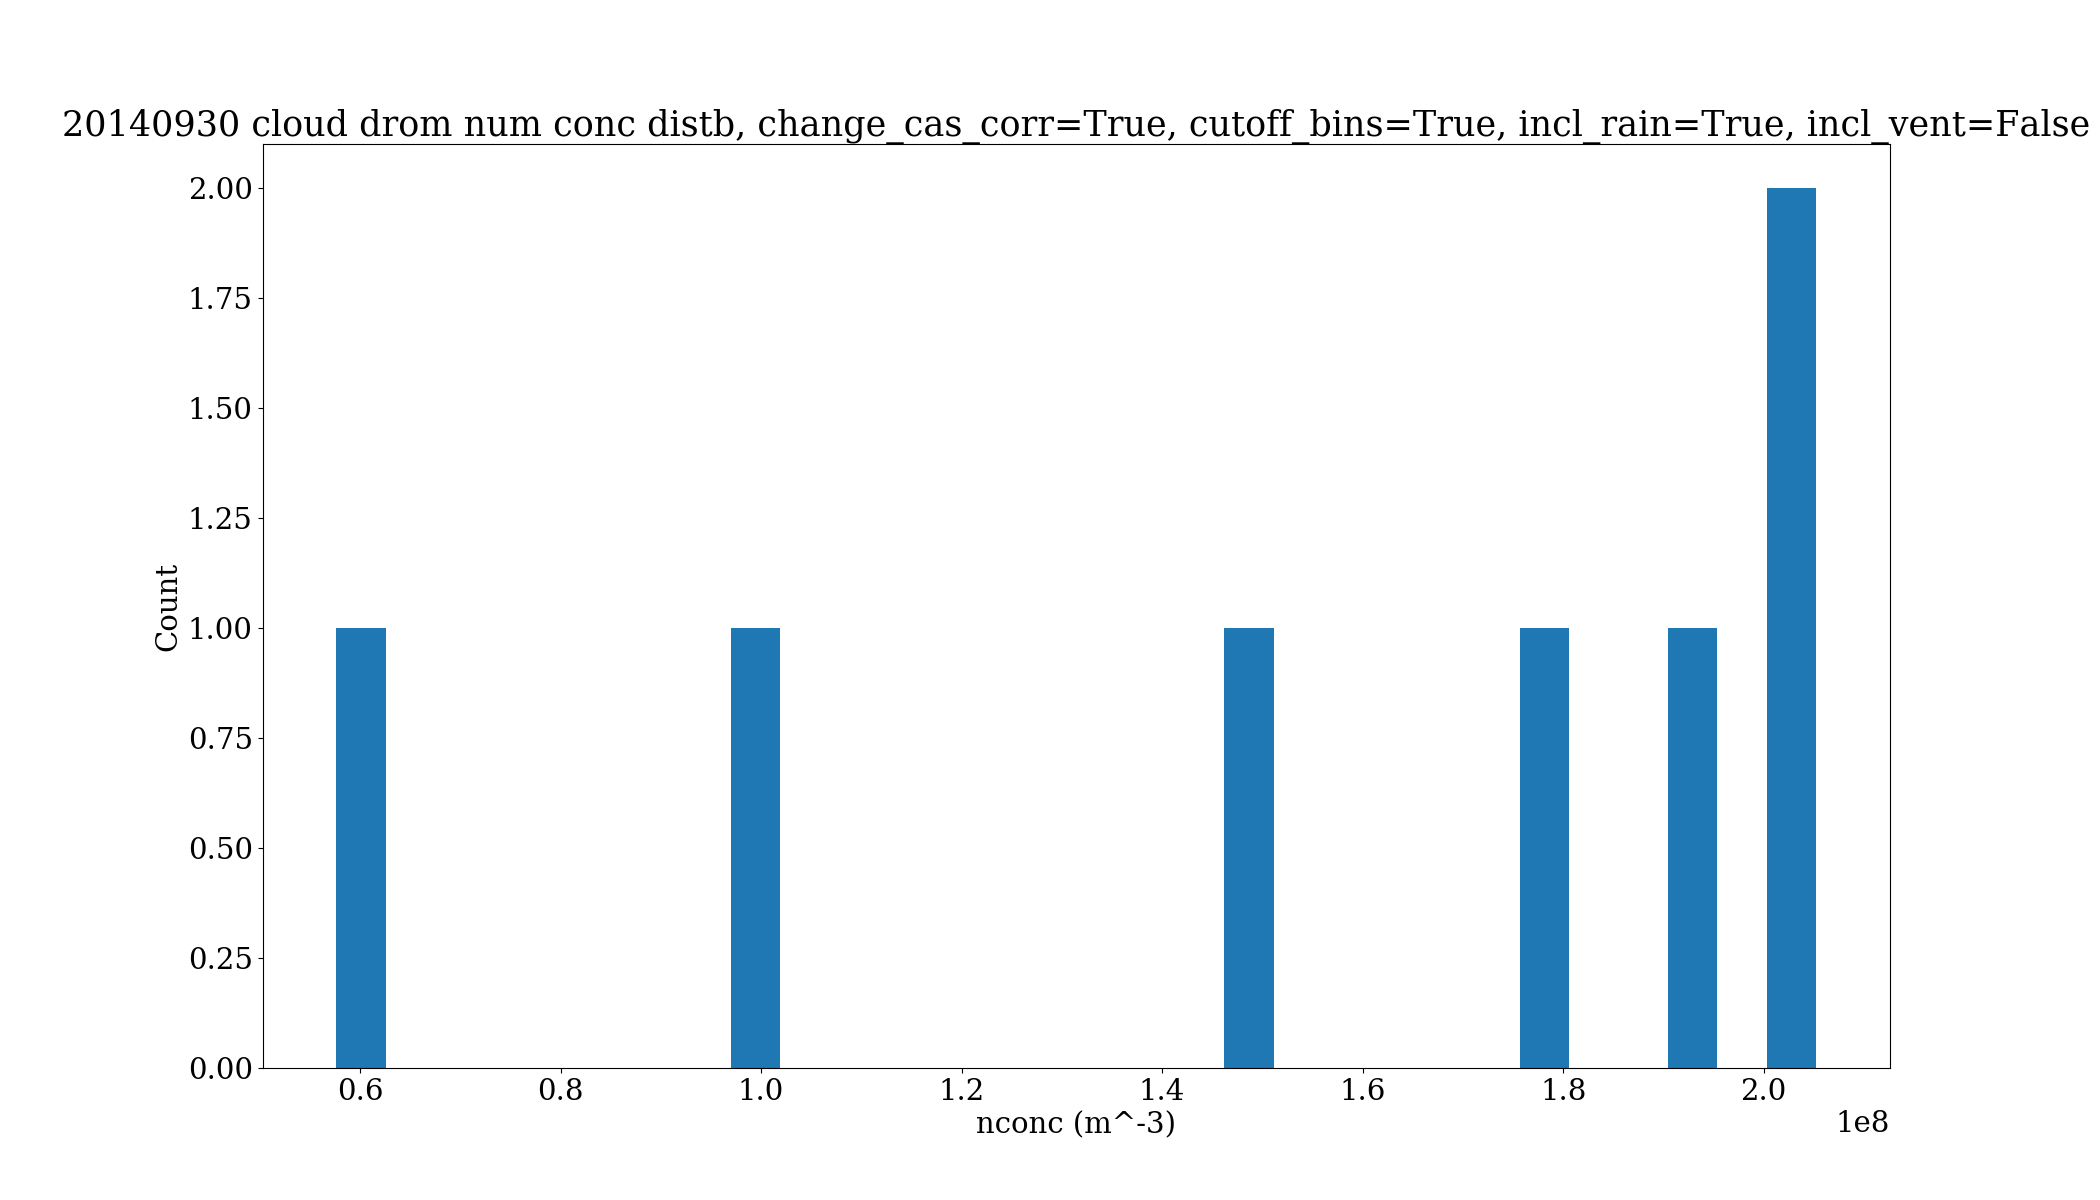 20140930 cloud drom num conc distb, change_cas_corr=True, cutoff_bins=True, incl_rain=True, incl_vent=False
2.00
1.75
1.50
1.25
1.00
0.75
0.50
0.25
0.00
Count
0.6 0.8 1.0 1.2 1.4 1.6 1.8 2.0
nconc (m^-3)
1e8